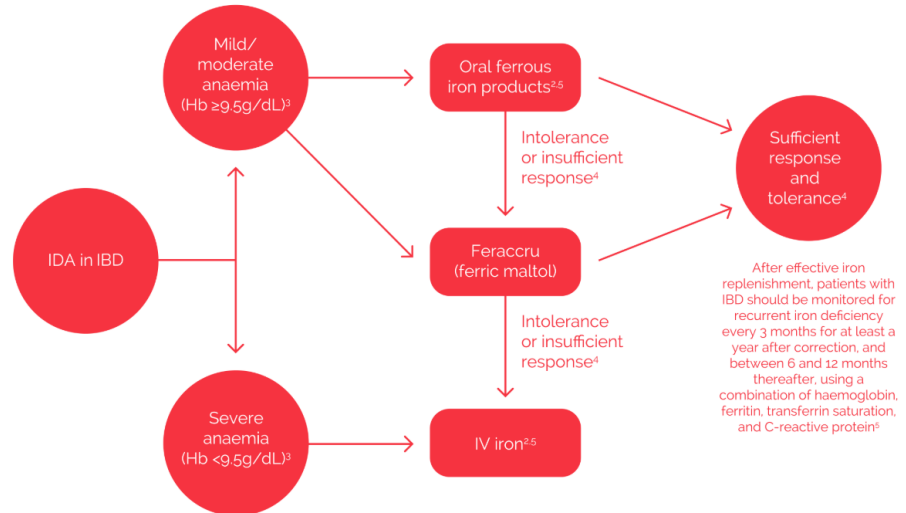 Mild/
moderate
anaemia
(Hb ≥9.5g/dL)³
Oral ferrous
iron products²·⁵
Intolerance
or insufficient
response⁴
Sufficient
response
and
tolerance⁴
IDA in IBD
Feraccru
(ferric maltol)
After effective iron
replenishment, patients with
IBD should be monitored for
recurrent iron deficiency
every 3 months for at least a
year after correction, and
between 6 and 12 months
thereafter, using a
combination of haemoglobin,
ferritin, transferrin saturation,
and C-reactive protein⁵
Intolerance
or insufficient
response⁴
Severe
anaemia
(Hb <9.5g/dL)³
IV iron²·⁵